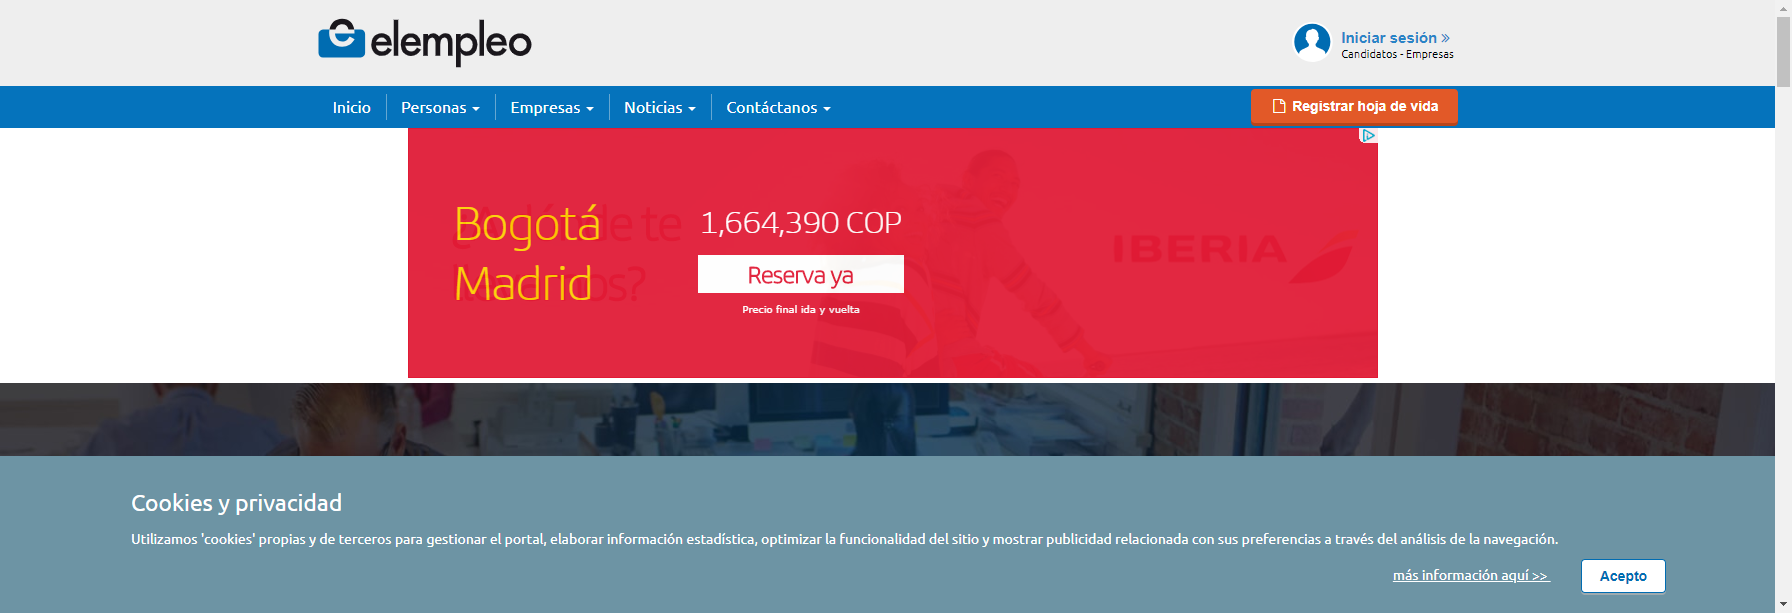 elempleo
Iniciar sesión »
Candidatos - Empresas
Inicio
Personas
Empresas
Noticias
Contáctanos
Registrar hoja de vida
¿A dónde te
llevamos?
Bogotá
Madrid
1,664,390 COP
Reserva ya
Precio final ida y vuelta
IBERIA
Cookies y privacidad
Utilizamos 'cookies' propias y de terceros para gestionar el portal, elaborar información estadística, optimizar la funcionalidad del sitio y mostrar publicidad relacionada con sus preferencias a través del análisis de la navegación.
más información aquí >>
Acepto